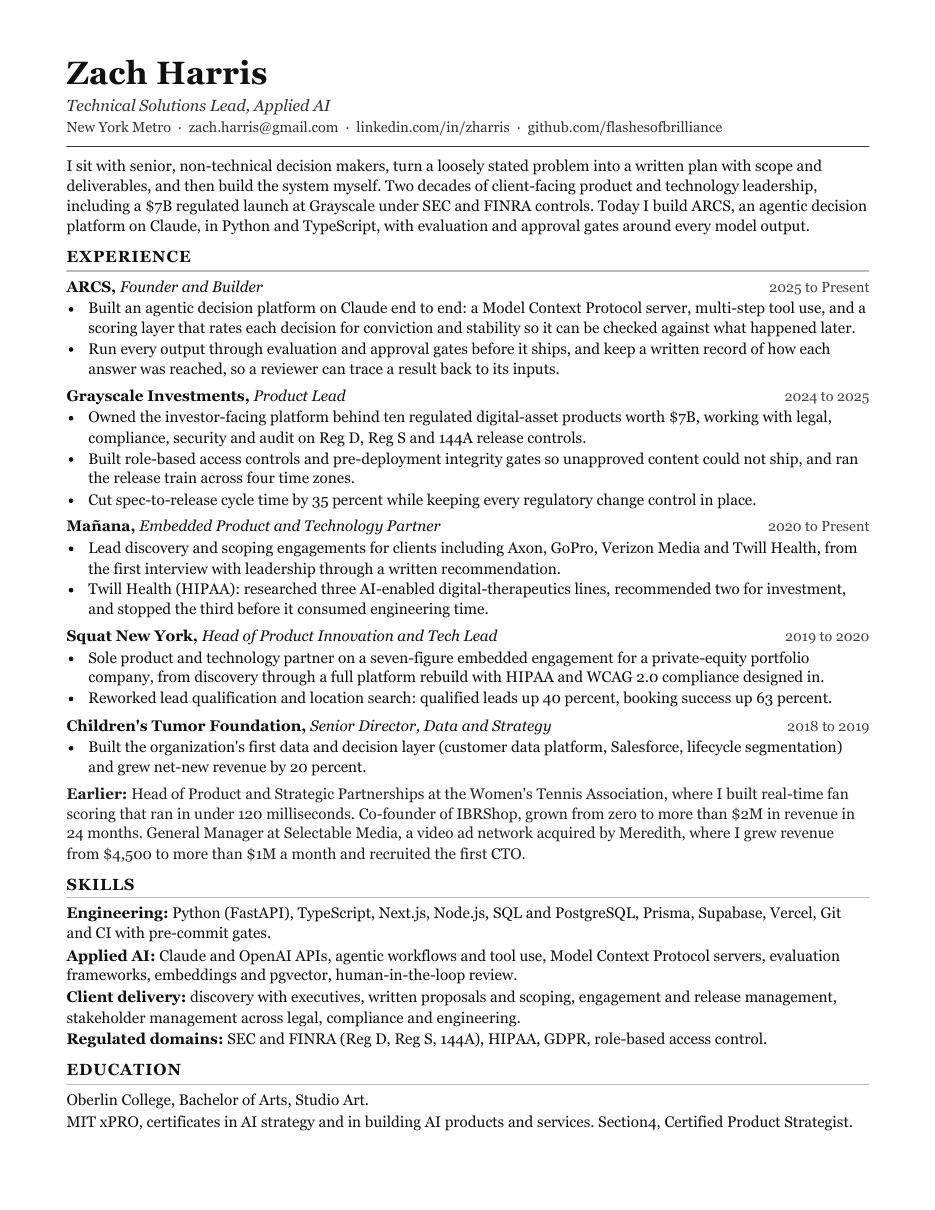 Zach Harris
Technical Solutions Lead, Applied AI
New York Metro · zach.harris@gmail.com · linkedin.com/in/zharris · github.com/flashesofbrilliance
I sit with senior, non-technical decision makers, turn a loosely stated problem into a written plan with scope and
deliverables, and then build the system myself. Two decades of client-facing product and technology leadership,
including a $7B regulated launch at Grayscale under SEC and FINRA controls. Today I build ARCS, an agentic decision
platform on Claude, in Python and TypeScript, with evaluation and approval gates around every model output.
EXPERIENCE
ARCS, Founder and Builder 2025 to Present
• Built an agentic decision platform on Claude end to end: a Model Context Protocol server, multi-step tool use, and a
scoring layer that rates each decision for conviction and stability so it can be checked against what happened later.
• Run every output through evaluation and approval gates before it ships, and keep a written record of how each
answer was reached, so a reviewer can trace a result back to its inputs.
Grayscale Investments, Product Lead 2024 to 2025
• Owned the investor-facing platform behind ten regulated digital-asset products worth $7B, working with legal,
compliance, security and audit on Reg D, Reg S and 144A release controls.
• Built role-based access controls and pre-deployment integrity gates so unapproved content could not ship, and ran
the release train across four time zones.
• Cut spec-to-release cycle time by 35 percent while keeping every regulatory change control in place.
Mañana, Embedded Product and Technology Partner 2020 to Present
• Lead discovery and scoping engagements for clients including Axon, GoPro, Verizon Media and Twill Health, from
the first interview with leadership through a written recommendation.
• Twill Health (HIPAA): researched three AI-enabled digital-therapeutics lines, recommended two for investment,
and stopped the third before it consumed engineering time.
Squat New York, Head of Product Innovation and Tech Lead 2019 to 2020
• Sole product and technology partner on a seven-figure embedded engagement for a private-equity portfolio
company, from discovery through a full platform rebuild with HIPAA and WCAG 2.0 compliance designed in.
• Reworked lead qualification and location search: qualified leads up 40 percent, booking success up 63 percent.
Children's Tumor Foundation, Senior Director, Data and Strategy 2018 to 2019
• Built the organization's first data and decision layer (customer data platform, Salesforce, lifecycle segmentation)
and grew net-new revenue by 20 percent.
Earlier: Head of Product and Strategic Partnerships at the Women's Tennis Association, where I built real-time fan
scoring that ran in under 120 milliseconds. Co-founder of IBRShop, grown from zero to more than $2M in revenue in
24 months. General Manager at Selectable Media, a video ad network acquired by Meredith, where I grew revenue
from $4,500 to more than $1M a month and recruited the first CTO.
SKILLS
Engineering: Python (FastAPI), TypeScript, Next.js, Node.js, SQL and PostgreSQL, Prisma, Supabase, Vercel, Git
and CI with pre-commit gates.
Applied AI: Claude and OpenAI APIs, agentic workflows and tool use, Model Context Protocol servers, evaluation
frameworks, embeddings and pgvector, human-in-the-loop review.
Client delivery: discovery with executives, written proposals and scoping, engagement and release management,
stakeholder management across legal, compliance and engineering.
Regulated domains: SEC and FINRA (Reg D, Reg S, 144A), HIPAA, GDPR, role-based access control.
EDUCATION
Oberlin College, Bachelor of Arts, Studio Art.
MIT xPRO, certificates in AI strategy and in building AI products and services. Section4, Certified Product Strategist.